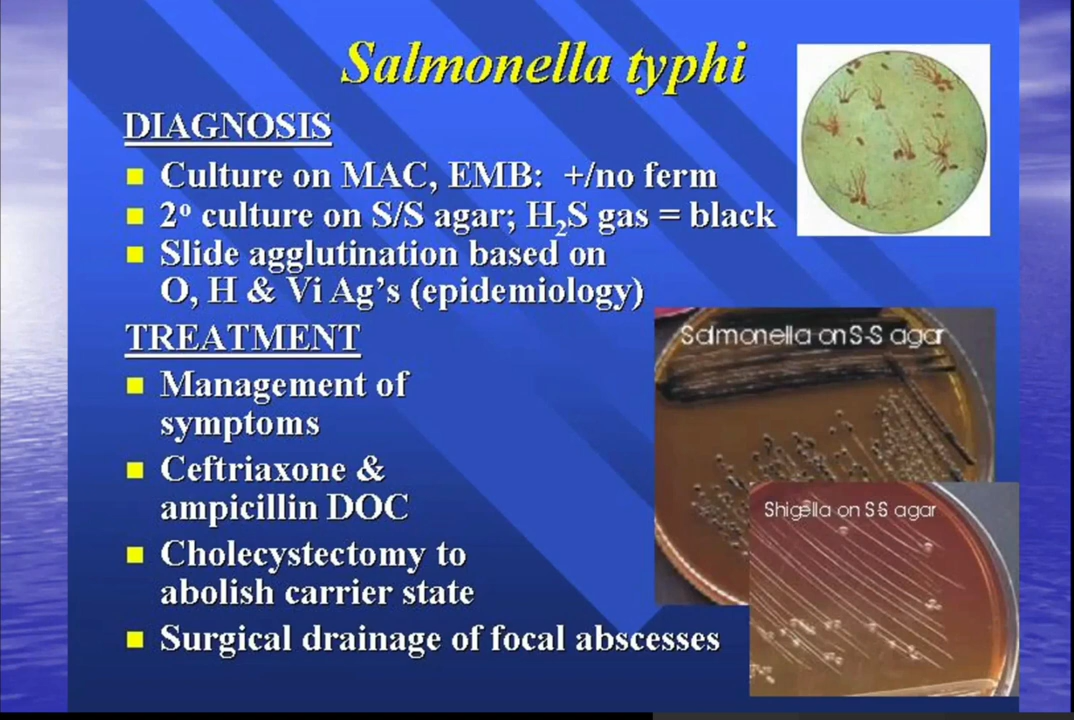 Salmonella typhi
DIAGNOSIS
Culture on MAC, EMB: +/no ferm
2º culture on S/S agar; H₂S gas = black
Slide agglutination based on
O, H & Vi Ag's (epidemiology)
TREATMENT
Management of
symptoms
Ceftriaxone &
ampicillin DOC
Cholecystectomy to
abolish carrier state
Surgical drainage of focal abscesses
Salmonella on S-S agar
Shigella on S-S agar